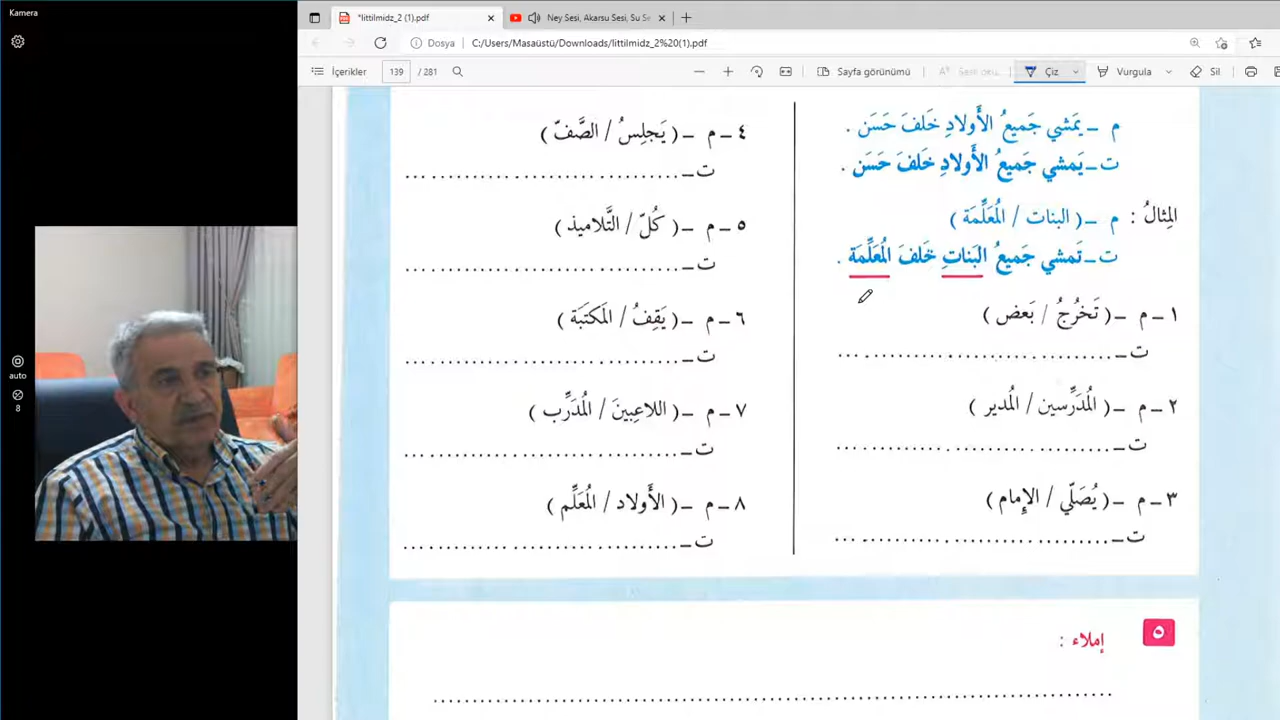 Kamera
*littilmidz_2 (1).pdf
Ney Sesi, Akarsu Sesi, Su Se
Dosya
C:/Users/Masaüstü/Downloads/littilmidz_2%20(1).pdf
İçerikler
139 / 281
Sayfa görünümü
Sesli oku
Çiz
Vurgula
Sil
auto
8
م ـ يَمشي جَميعُ الأَولادِ خَلفَ حَسَن .
ت ـ يَمشي جَميعُ الأَولادِ خَلفَ حَسَن .
المِثالُ : م ـ ( البنات / المُعَلِّمَة )
ت ـ تَمشي جَميعُ البَناتِ خَلفَ المُعَلِّمَة .
١ ـ م ـ ( تَخرُجُ / بَعض )
ت ـ ......................................
٢ ـ م ـ ( المُدَرِّسين / المُدير )
ت ـ ......................................
٣ ـ م ـ ( يُصَلّي / الإِمام )
ت ـ ......................................
٤ ـ م ـ ( يَجلِسُ / الصَّفّ )
ت ـ ......................................
٥ ـ م ـ ( كُلّ / التَّلاميذ )
ت ـ ......................................
٦ ـ م ـ ( يَقِفُ / المَكتَبَة )
ت ـ ......................................
٧ ـ م ـ ( اللاعِبينَ / المُدَرِّب )
ت ـ ......................................
٨ ـ م ـ ( الأَولاد / المُعَلِّم )
ت ـ ......................................
٥
إملاء :